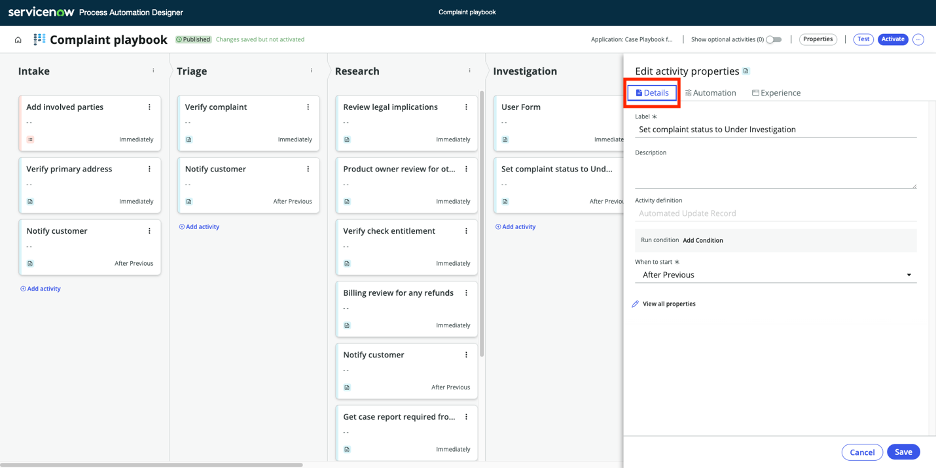 servicenow Process Automation Designer
Complaint playbook
Complaint playbook
Published
Changes saved but not activated
Application: Case Playbook f...
Show optional activities (0)
Properties
Test
Activate
Intake
Add involved parties
- -
Immediately
Verify primary address
- -
Immediately
Notify customer
- -
After Previous
Add activity
Triage
Verify complaint
- -
Immediately
Notify customer
- -
After Previous
Add activity
Research
Review legal implications
- -
Immediately
Product owner review for ot...
- -
Immediately
Verify check entitlement
- -
Immediately
Billing review for any refunds
- -
Immediately
Notify customer
- -
After Previous
Get case report required fro...
- -
Immediately
Investigation
User Form
- -
Immediate
Set complaint status to Und...
- -
After Previou
Add activity
Edit activity properties
Details
Automation
Experience
Label *
Set complaint status to Under Investigation
Description
Activity definition
Automated Update Record
Run condition Add Condition
When to start *
After Previous
View all properties
Cancel
Save